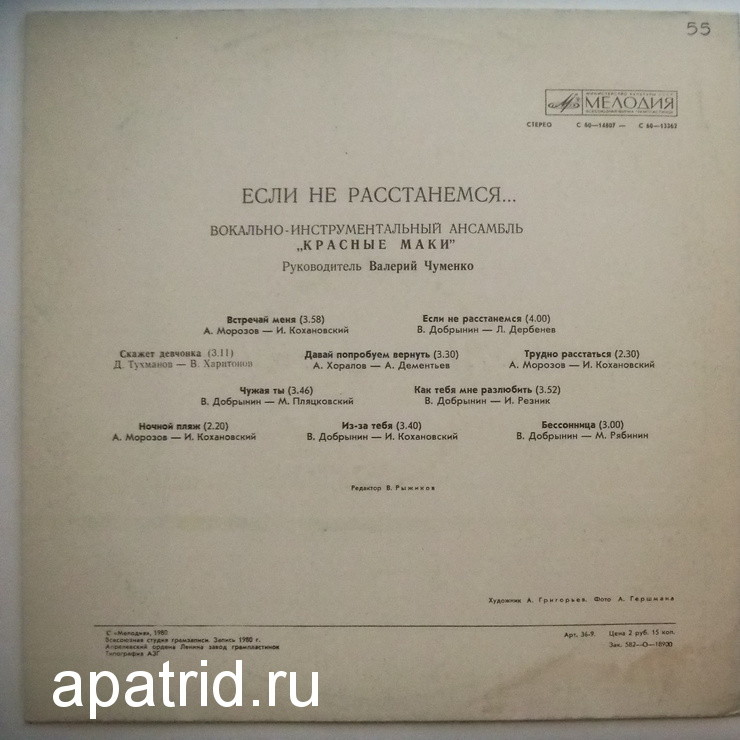 55
МЕЛОДИЯ
СТЕРЕО С 60—14807 — С 60—13363
ЕСЛИ НЕ РАССТАНЕМСЯ...
ВОКАЛЬНО-ИНСТРУМЕНТАЛЬНЫЙ АНСАМБЛЬ
„КРАСНЫЕ МАКИ"
Руководитель Валерий Чуменко
Встречай меня (3.58) Если не расстанемся (4.00)
А. Морозов — И. Кохановский В. Добрынин — Л. Дербенев
Скажет девчонка (3.11) Давай попробуем вернуть (3.30) Трудно расстаться (2.30)
Д. Тухманов — В. Харитонов А. Хоралов — А. Дементьев А. Морозов — И. Кохановский
Чужая ты (3.46) Как тебя мне разлюбить (3.52)
В. Добрынин — М. Пляцковский В. Добрынин — И. Резник
Ночной пляж (2.20) Из-за тебя (3.40) Бессонница (3.00)
А. Морозов — И. Кохановский В. Добрынин — И. Кохановский В. Добрынин — М. Рябинин
Редактор В. Рыжиков
Художник А. Григорьев. Фото А. Гершмана
С «Мелодия», 1980
Всесоюзная студия грамзаписи. Запись 1980 г.
Апрелевский ордена Ленина завод грампластинок
Типография АЗГ
Арт. 36-9. Цена 2 руб. 15 коп.
Зак. 582—О—18900
apatrid.ru